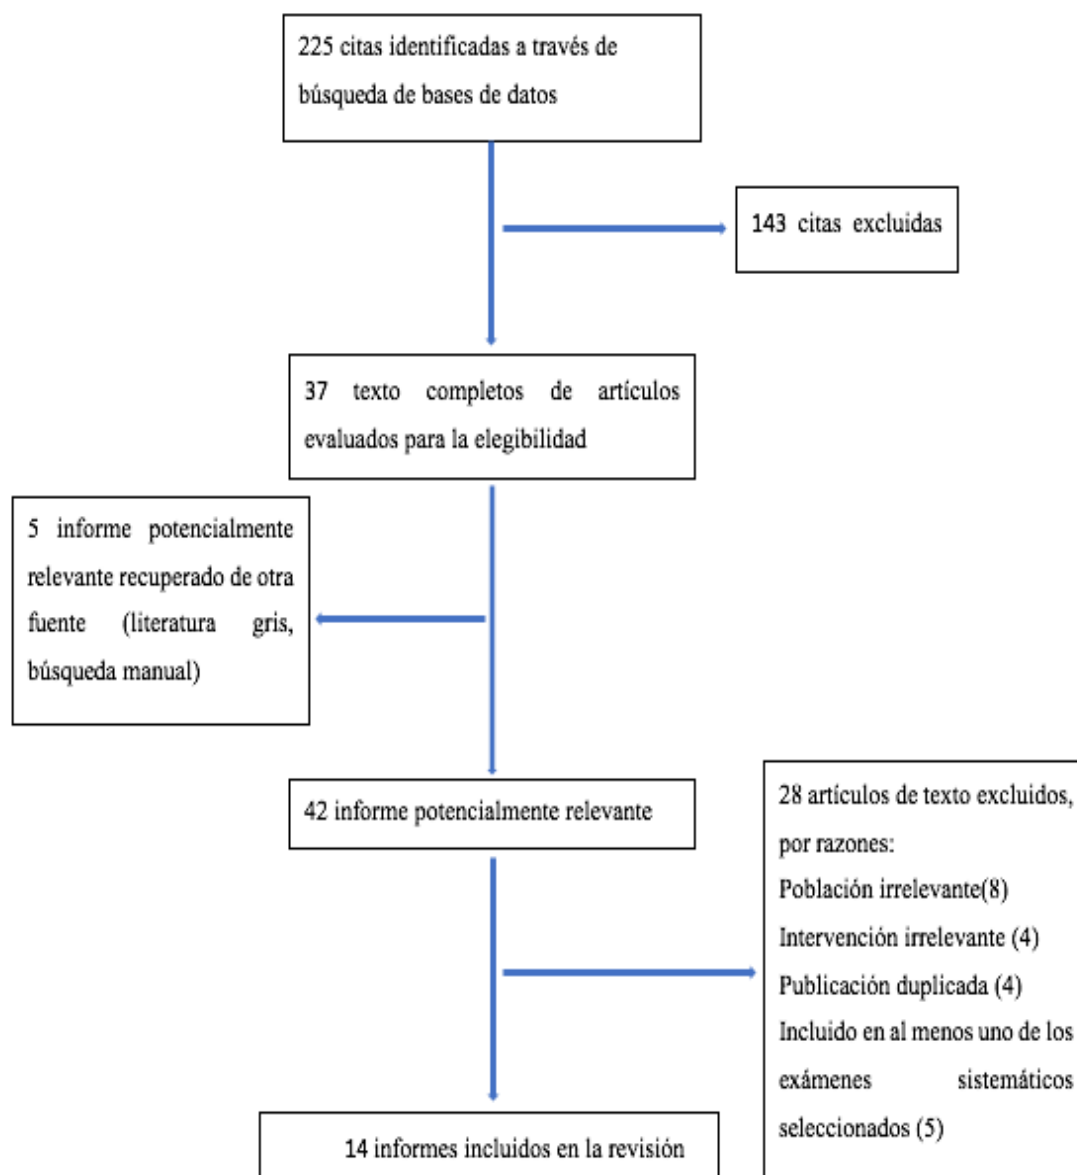 225 citas identificadas a través de
búsqueda de bases de datos
143 citas excluidas
37 texto completos de artículos
evaluados para la elegibilidad
5 informe potencialmente
relevante recuperado de otra
fuente (literatura gris,
búsqueda manual)
42 informe potencialmente relevante
28 artículos de texto excluidos,
por razones:
Población irrelevante(8)
Intervención irrelevante (4)
Publicación duplicada (4)
Incluido en al menos uno de los
exámenes sistemáticos
seleccionados (5)
14 informes incluidos en la revisión